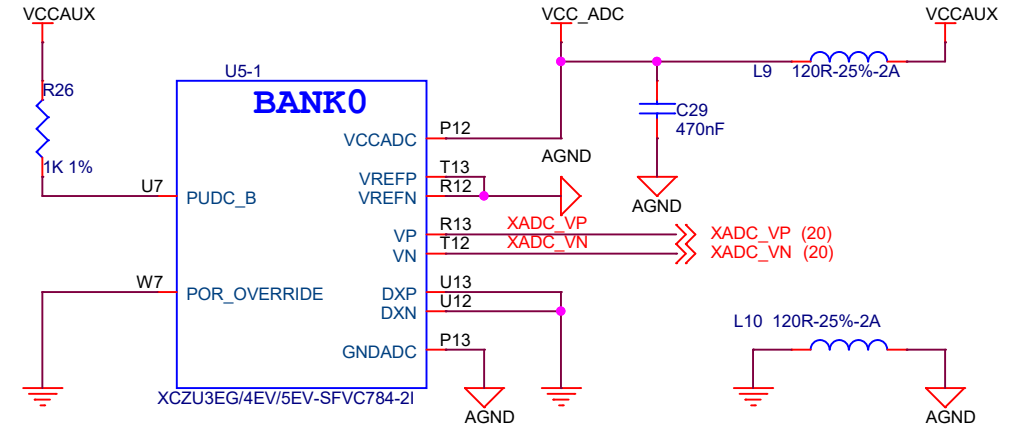 VCCAUX
VCC_ADC
VCCAUX
U5-1
L9 120R-25%-2A
R26
BANK0
C29
470nF
P12
VCCADC
AGND
1K 1%
T13
VREFP
R12
VREFN
U7
PUDC_B
AGND
R13
XADC_VP
VP
XADC_VP (20)
T12
XADC_VN
VN
XADC_VN (20)
W7
POR_OVERRIDE
U13
DXP
U12
DXN
L10 120R-25%-2A
P13
GNDADC
XCZU3EG/4EV/5EV-SFVC784-2I
AGND
AGND